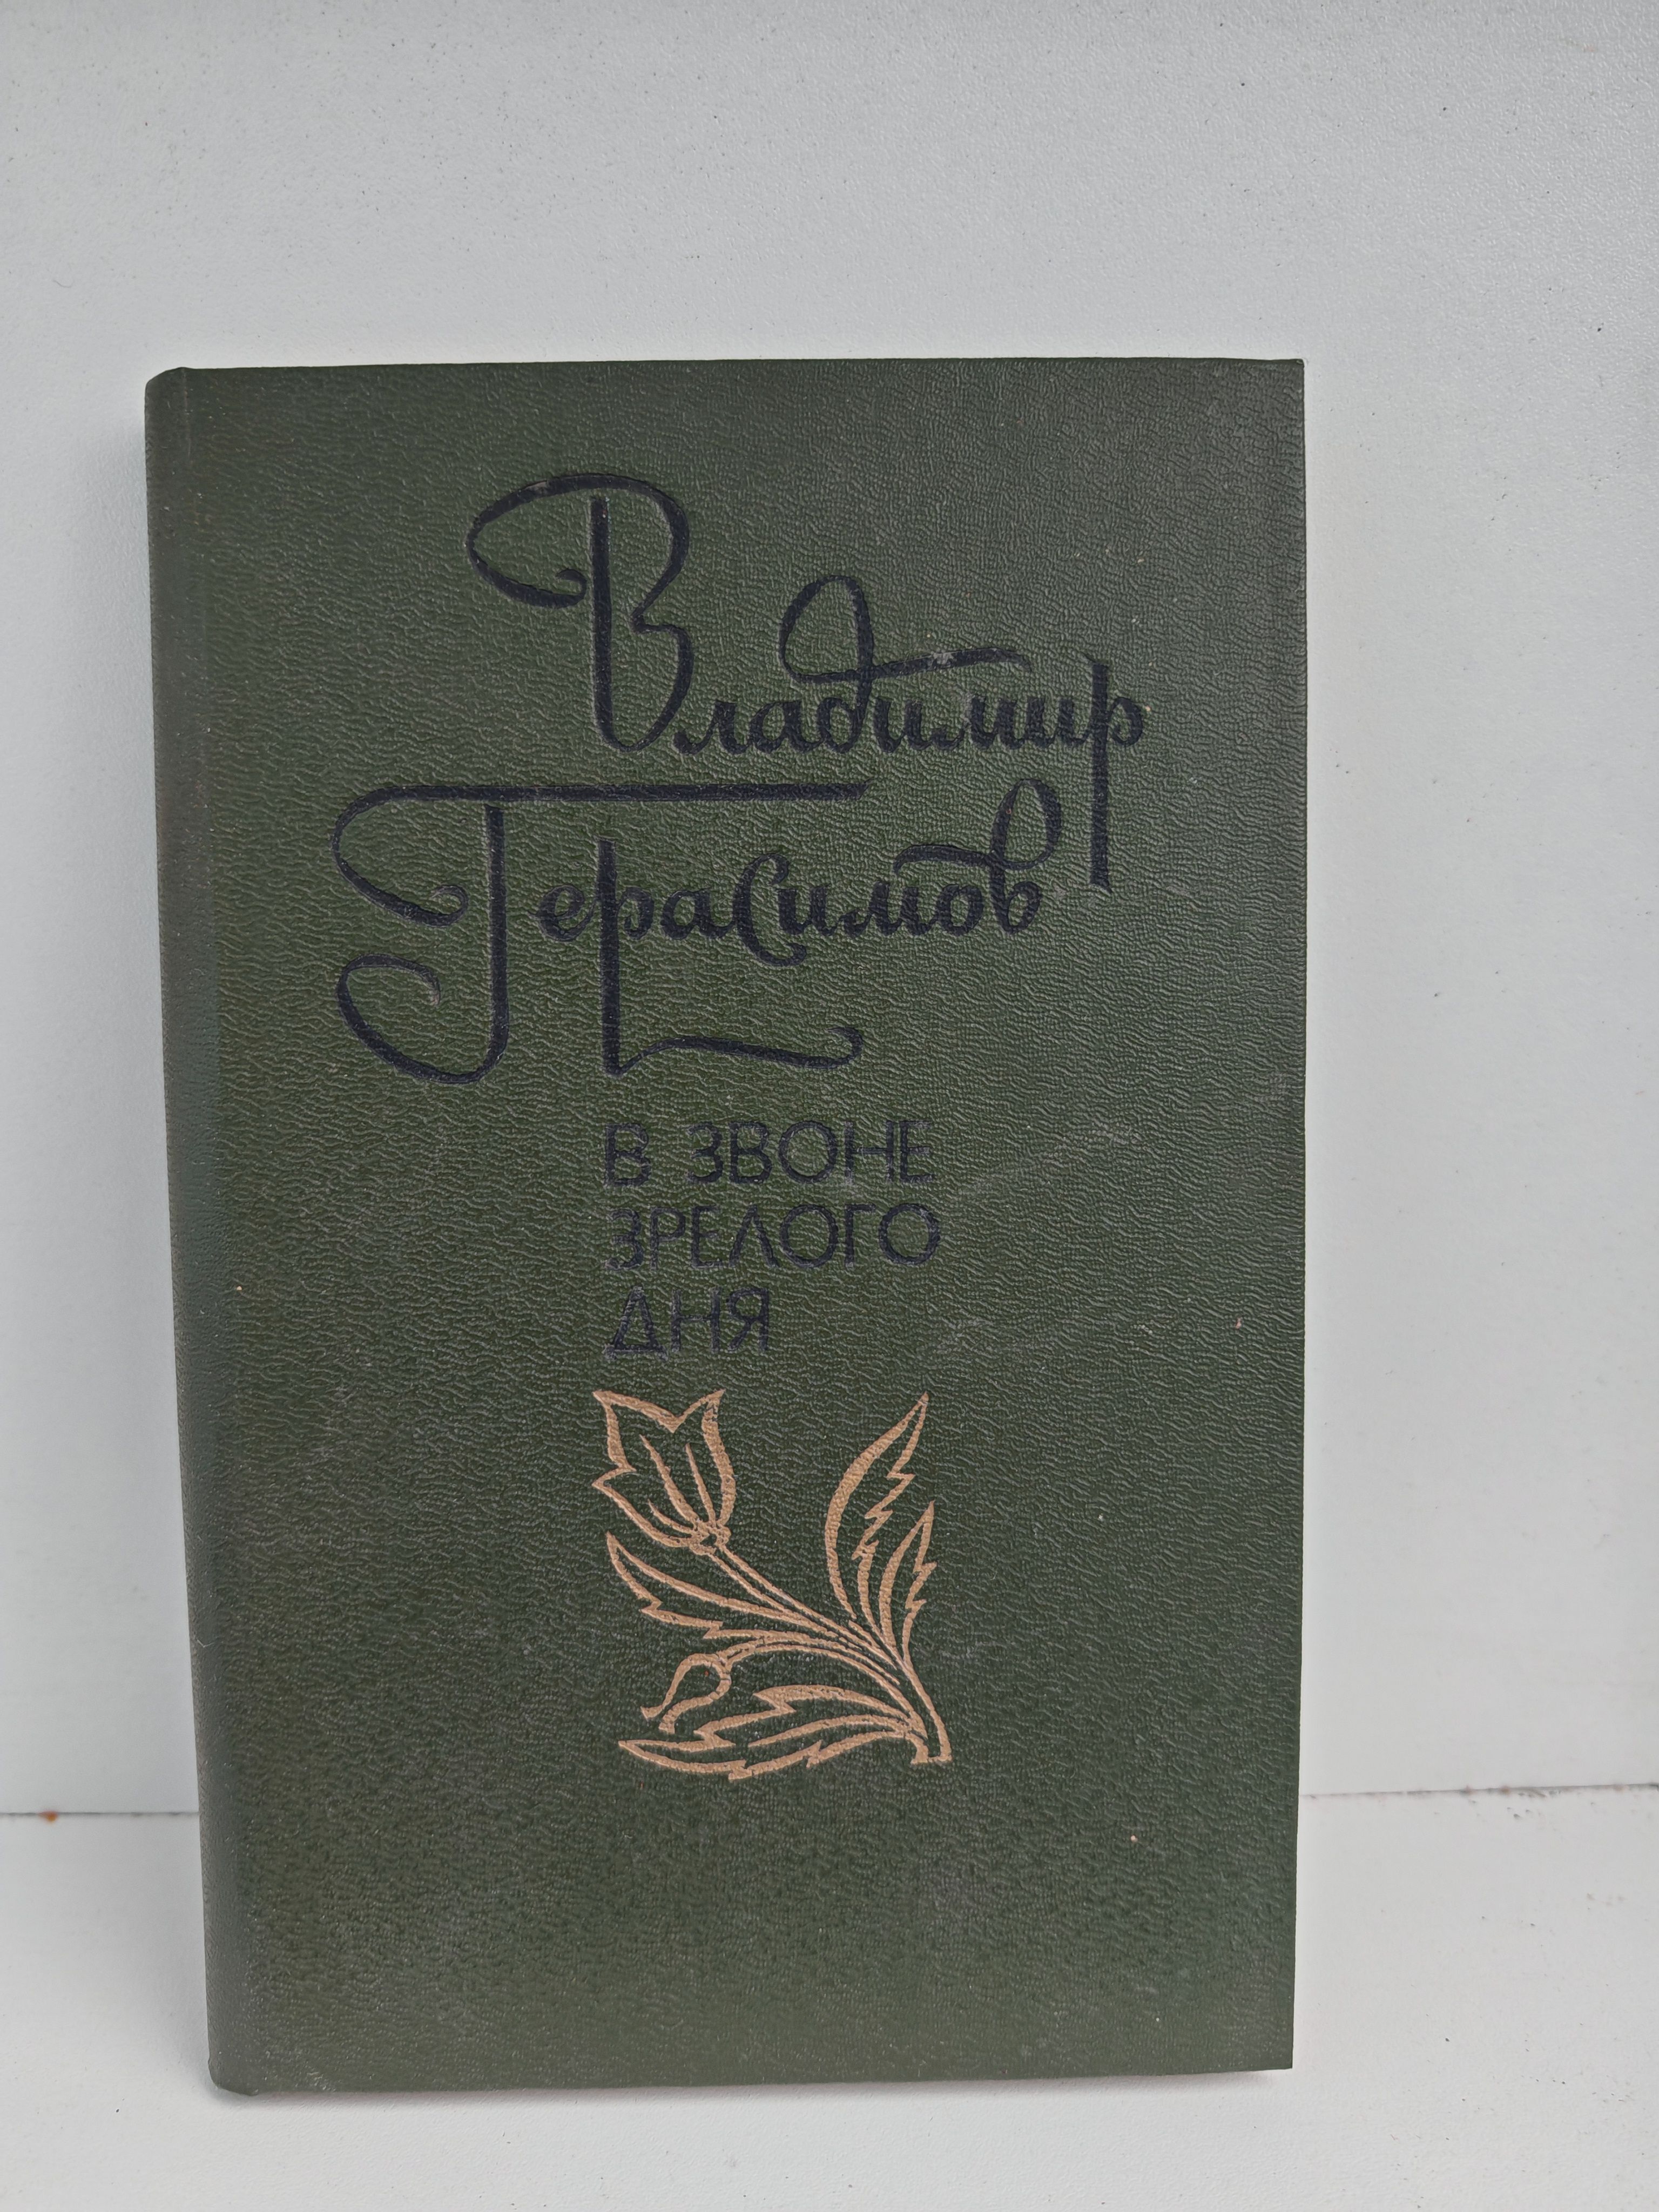 Владимир
Герасимов
В ЗВОНЕ
ЗРЕЛОГО
ДНЯ